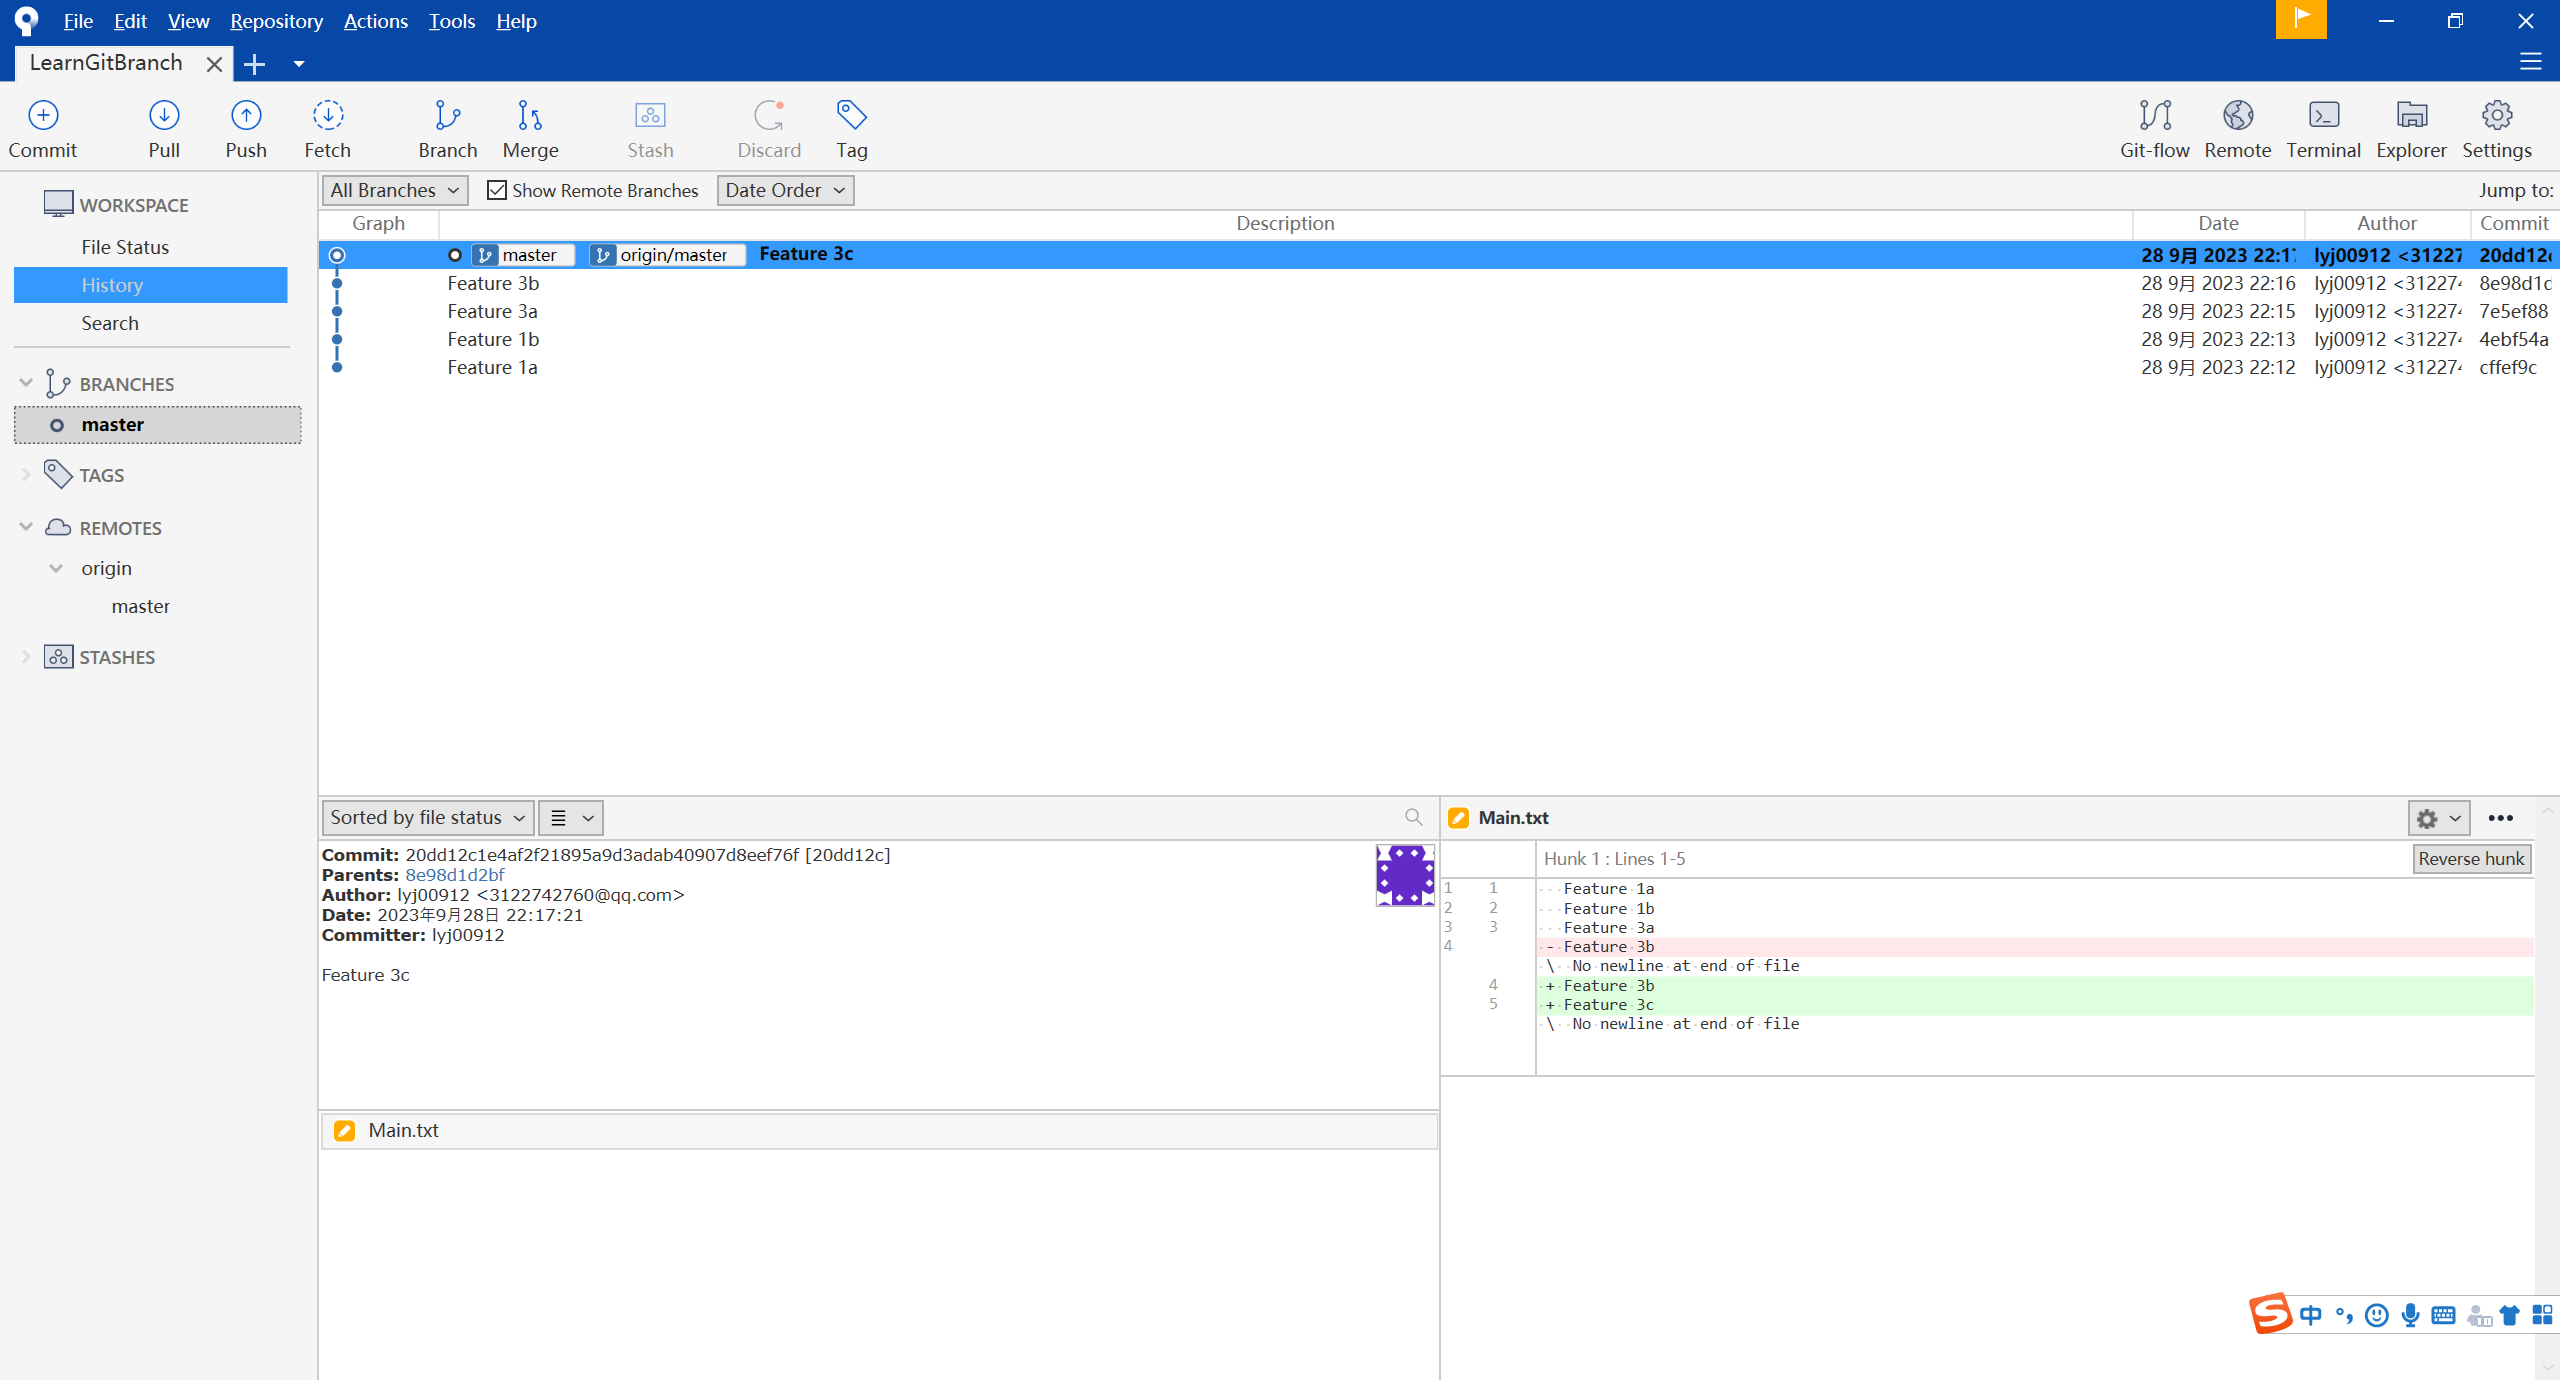 File Edit View Repository Actions Tools Help
LearnGitBranch
Commit Pull Push Fetch Branch Merge Stash Discard Tag Git-flow Remote Terminal Explorer Settings
WORKSPACE
File Status
History
Search
BRANCHES
master
TAGS
REMOTES
origin
master
STASHES
All Branches Show Remote Branches Date Order Jump to:
Graph Description Date Author Commit
master origin/master Feature 3c 28 9月 2023 22:17 lyj00912 <31227 20dd12c
Feature 3b 28 9月 2023 22:16 lyj00912 <312274 8e98d1d
Feature 3a 28 9月 2023 22:15 lyj00912 <312274 7e5ef88
Feature 1b 28 9月 2023 22:13 lyj00912 <312274 4ebf54a
Feature 1a 28 9月 2023 22:12 lyj00912 <312274 cffef9c
Sorted by file status
Commit: 20dd12c1e4af2f21895a9d3adab40907d8eef76f [20dd12c]
Parents: 8e98d1d2bf
Author: lyj00912 <3122742760@qq.com>
Date: 2023年9月28日 22:17:21
Committer: lyj00912
Feature 3c
Main.txt
Main.txt
Hunk 1 : Lines 1-5 Reverse hunk
1 1 Feature 1a
2 2 Feature 1b
3 3 Feature 3a
4 - Feature 3b
\ No newline at end of file
4 + Feature 3b
5 + Feature 3c
\ No newline at end of file
中